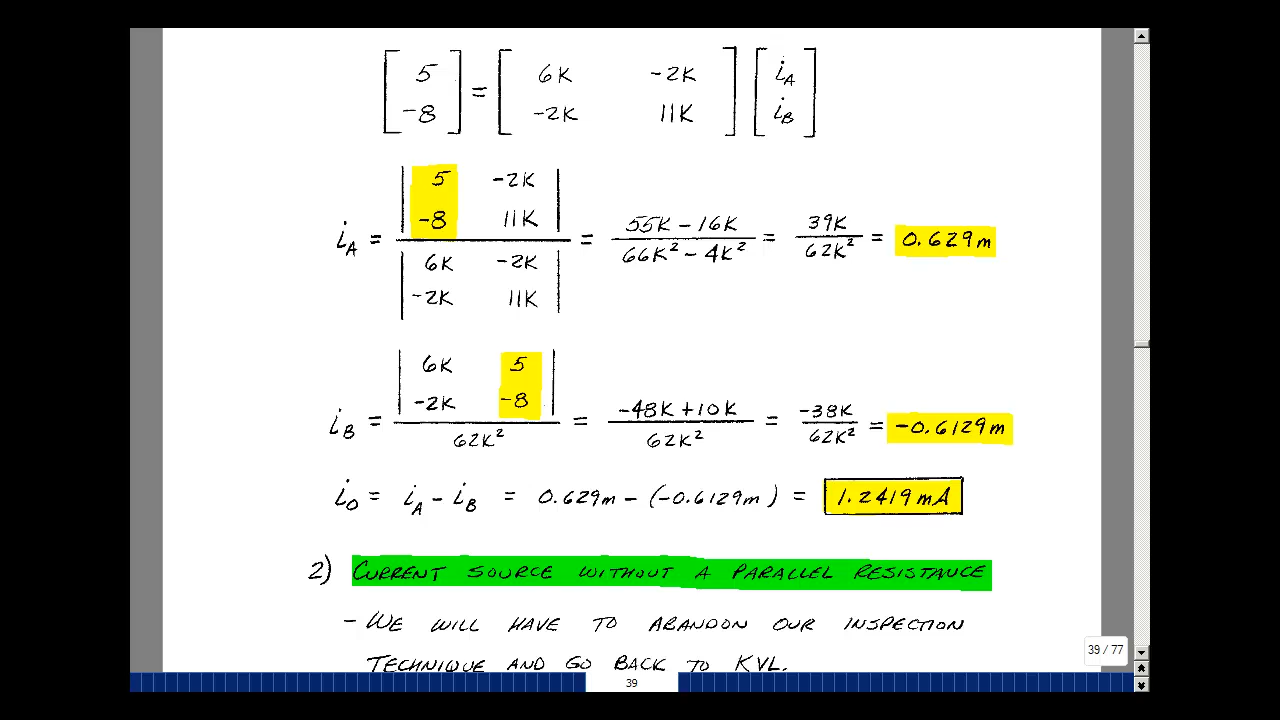 5 6K -2K iA
= 
-8 -2K 11K iB
5 -2K
-8 11K
iA = = 55K - 16K / 66K² - 4K² = 39K / 62K² = 0.629m
6K -2K
-2K 11K
6K 5
-2K -8
iB = = -48K + 10K / 62K² = -38K / 62K² = -0.6129m
62K²
iO = iA - iB = 0.629m - (-0.6129m) = 1.2419mA
2) CURRENT SOURCE WITHOUT A PARALLEL RESISTANCE
- WE WILL HAVE TO ABANDON OUR INSPECTION
TECHNIQUE AND GO BACK TO KVL.
39 / 77
39